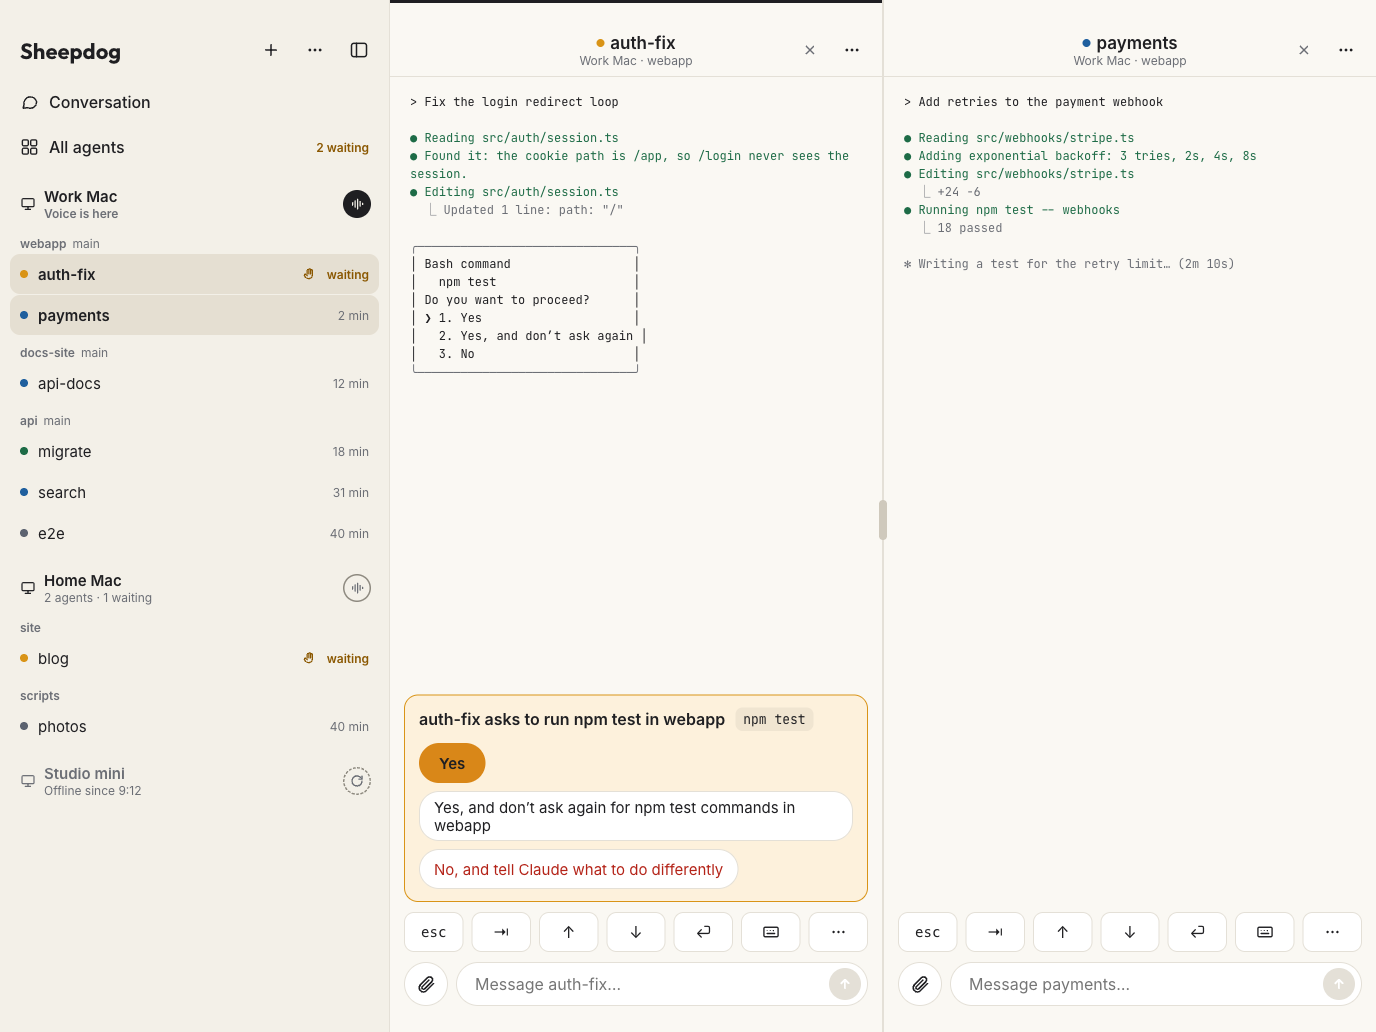 Sheepdog
Conversation
All agents
2 waiting
Work Mac
Voice is here
webapp main
auth-fix
waiting
payments
2 min
docs-site main
api-docs
12 min
api main
migrate
18 min
search
31 min
e2e
40 min
Home Mac
2 agents · 1 waiting
site
blog
waiting
scripts
photos
40 min
Studio mini
Offline since 9:12
auth-fix
Work Mac · webapp
> Fix the login redirect loop
● Reading src/auth/session.ts
● Found it: the cookie path is /app, so /login never sees the
session.
● Editing src/auth/session.ts
⎿ Updated 1 line: path: "/"
Bash command
npm test
Do you want to proceed?
❯ 1. Yes
2. Yes, and don’t ask again
3. No
auth-fix asks to run npm test in webapp
npm test
Yes
Yes, and don’t ask again for npm test commands in
webapp
No, and tell Claude what to do differently
esc
Message auth-fix...
payments
Work Mac · webapp
> Add retries to the payment webhook
● Reading src/webhooks/stripe.ts
● Adding exponential backoff: 3 tries, 2s, 4s, 8s
● Editing src/webhooks/stripe.ts
⎿ +24 -6
● Running npm test -- webhooks
⎿ 18 passed
✻ Writing a test for the retry limit… (2m 10s)
esc
Message payments...